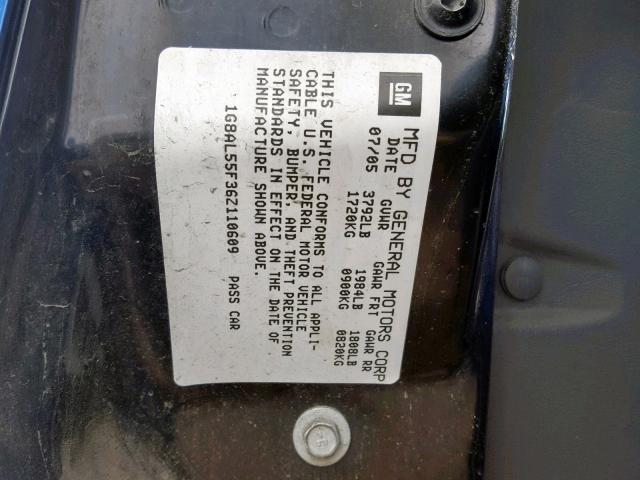 GM
MFD BY GENERAL MOTORS CORP
DATE GVWR GAWR FRT GAWR RR
07/05 3792LB 1984LB 1808LB
1720KG 0900KG 0820KG
THIS VEHICLE CONFORMS TO ALL APPLI-
CABLE U.S. FEDERAL MOTOR VEHICLE
SAFETY, BUMPER, AND THEFT PREVENTION
STANDARDS IN EFFECT ON THE DATE OF
MANUFACTURE SHOWN ABOVE.
1G8AL55F36Z110609 PASS CAR